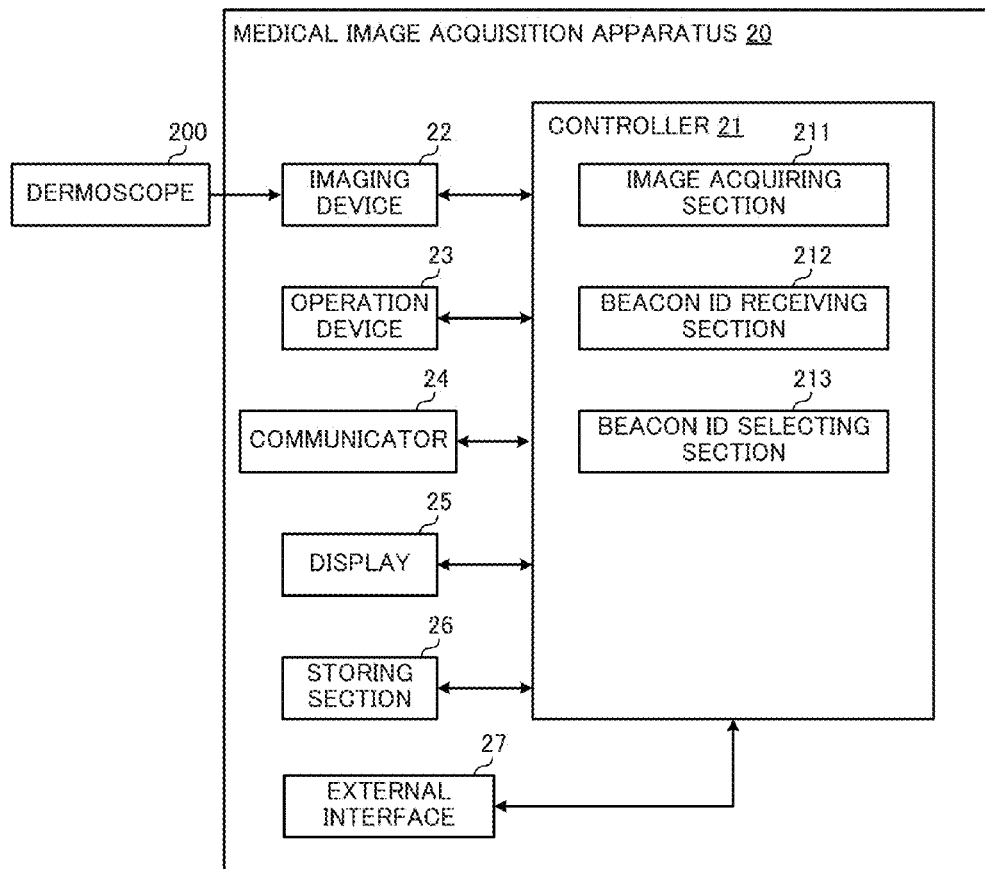 MEDICAL IMAGE ACQUISITION APPARATUS 20
CONTROLLER 21
200
DERMOSCOPE
22
IMAGING
DEVICE
211
IMAGE ACQUIRING
SECTION
23
OPERATION
DEVICE
212
BEACON ID RECEIVING
SECTION
24
COMMUNICATOR
213
BEACON ID SELECTING
SECTION
25
DISPLAY
26
STORING
SECTION
27
EXTERNAL
INTERFACE